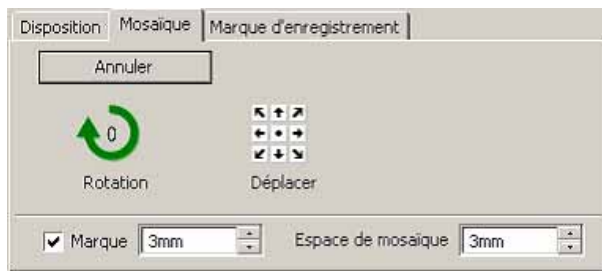 Disposition Mosaïque Marque d'enregistrement
Annuler
0
Rotation Déplacer
Marque 3mm Espace de mosaïque 3mm